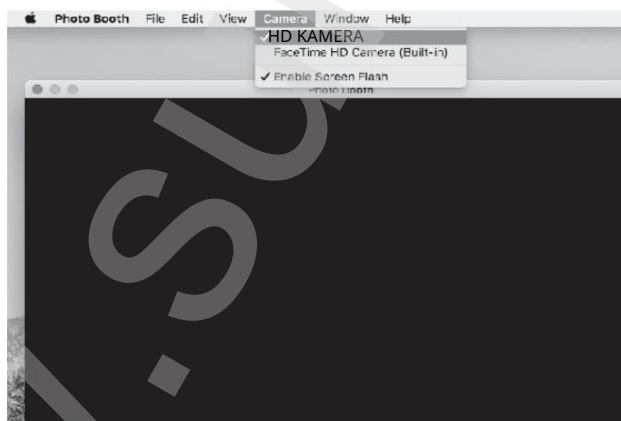 Photo Booth File Edit View Camera Window Help
✓HD KAMERA
FaceTime HD Camera (Built-in)
✓ Enable Screen Flash
Photo Booth
.su